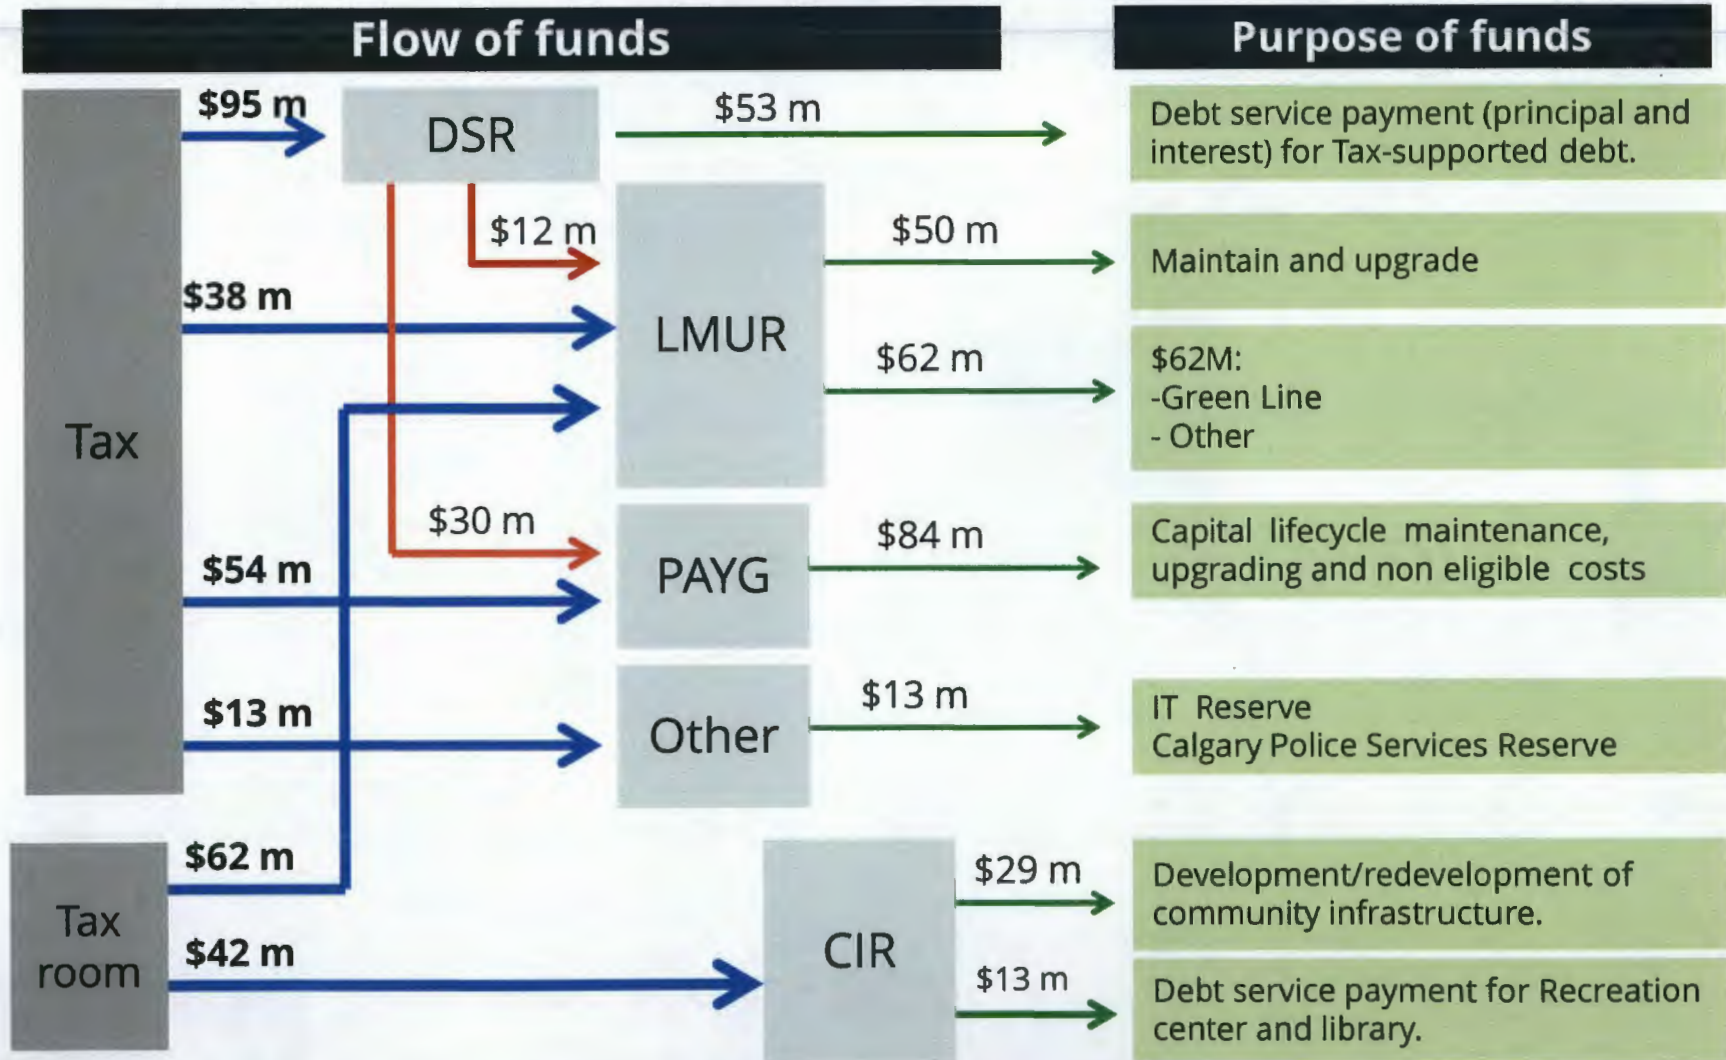 Flow of funds
Purpose of funds
$95 m
DSR
$53 m
Debt service payment (principal and
interest) for Tax-supported debt.
$12 m
$50 m
Maintain and upgrade
$38 m
LMUR
$62 m
$62M:
-Green Line
- Other
Tax
$30 m
$84 m
Capital lifecycle maintenance,
upgrading and non eligible costs
$54 m
PAYG
$13 m
Other
$13 m
IT Reserve
Calgary Police Services Reserve
$62 m
Tax
room
$42 m
CIR
$29 m
Development/redevelopment of
community infrastructure.
$13 m
Debt service payment for Recreation
center and library.